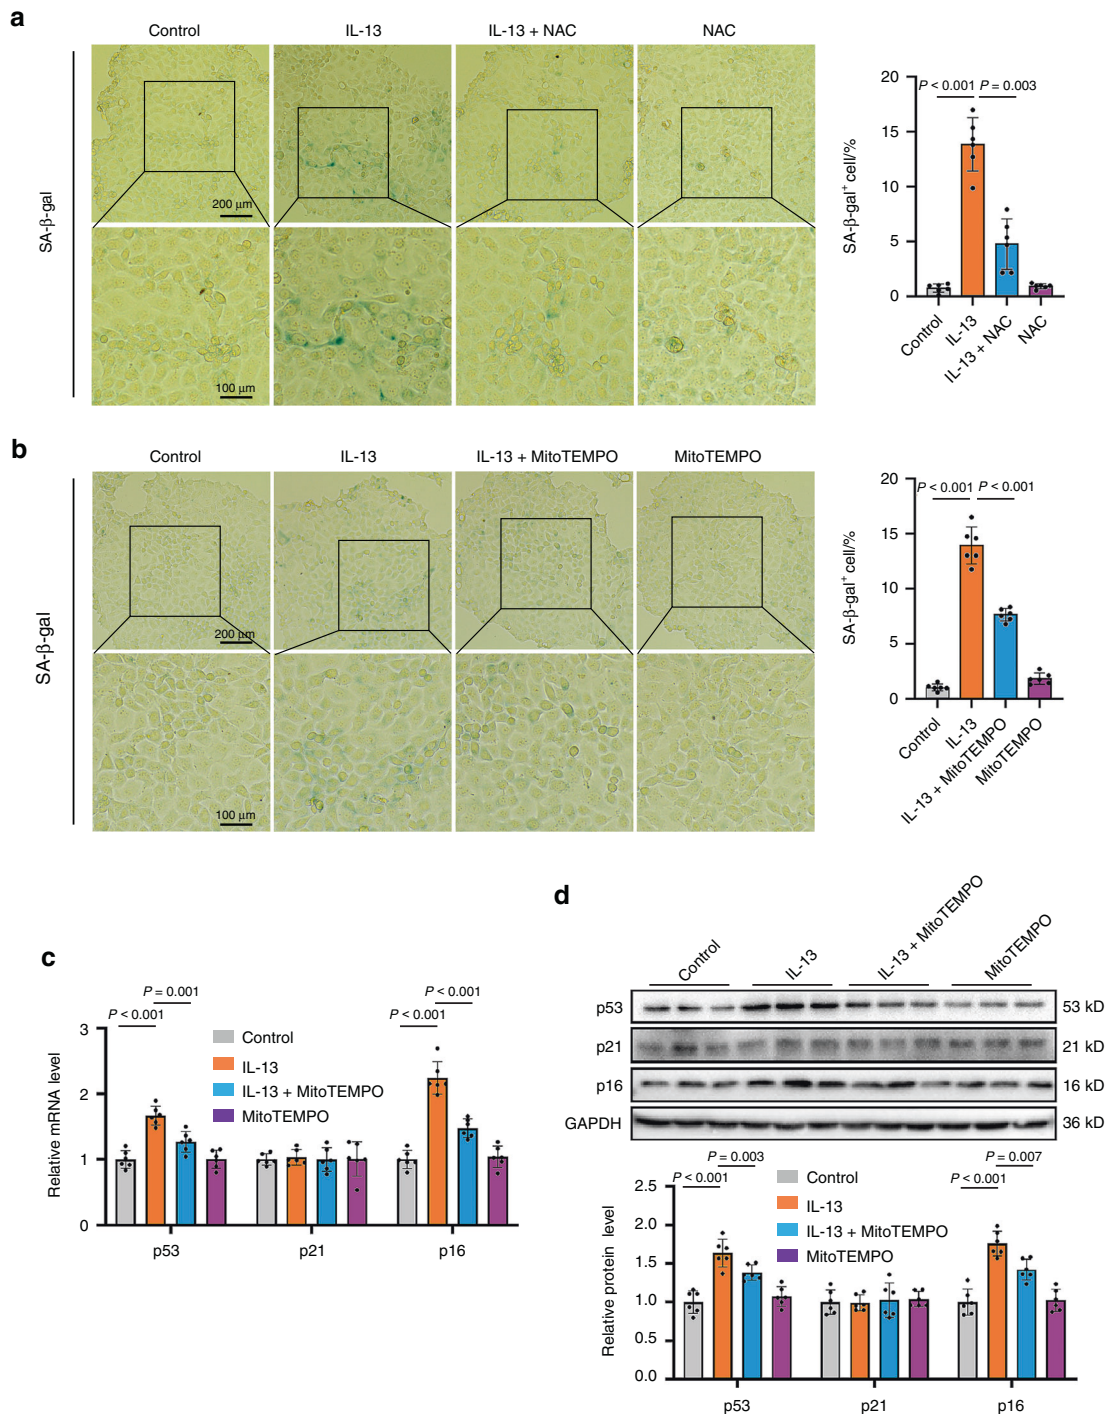 a
Control
IL-13
IL-13 + NAC
NAC
SA-β-gal
200 μm
100 μm
SA-β-gal⁺ cell/%
20
15
10
5
0
P < 0.001
P = 0.003
Control
IL-13
IL-13 + NAC
NAC
b
Control
IL-13
IL-13 + MitoTEMPO
MitoTEMPO
SA-β-gal
200 μm
100 μm
SA-β-gal⁺ cell/%
20
15
10
5
0
P < 0.001
P < 0.001
Control
IL-13
IL-13 + MitoTEMPO
MitoTEMPO
c
Relative mRNA level
3
2
1
0
P < 0.001
P = 0.001
P < 0.001
P < 0.001
Control
IL-13
IL-13 + MitoTEMPO
MitoTEMPO
p53
p21
p16
d
Control
IL-13
IL-13 + MitoTEMPO
MitoTEMPO
p53
53 kD
p21
21 kD
p16
16 kD
GAPDH
36 kD
Relative protein level
2.5
2.0
1.5
1.0
0.5
0.0
P < 0.001
P = 0.003
P < 0.001
P = 0.007
Control
IL-13
IL-13 + MitoTEMPO
MitoTEMPO
p53
p21
p16